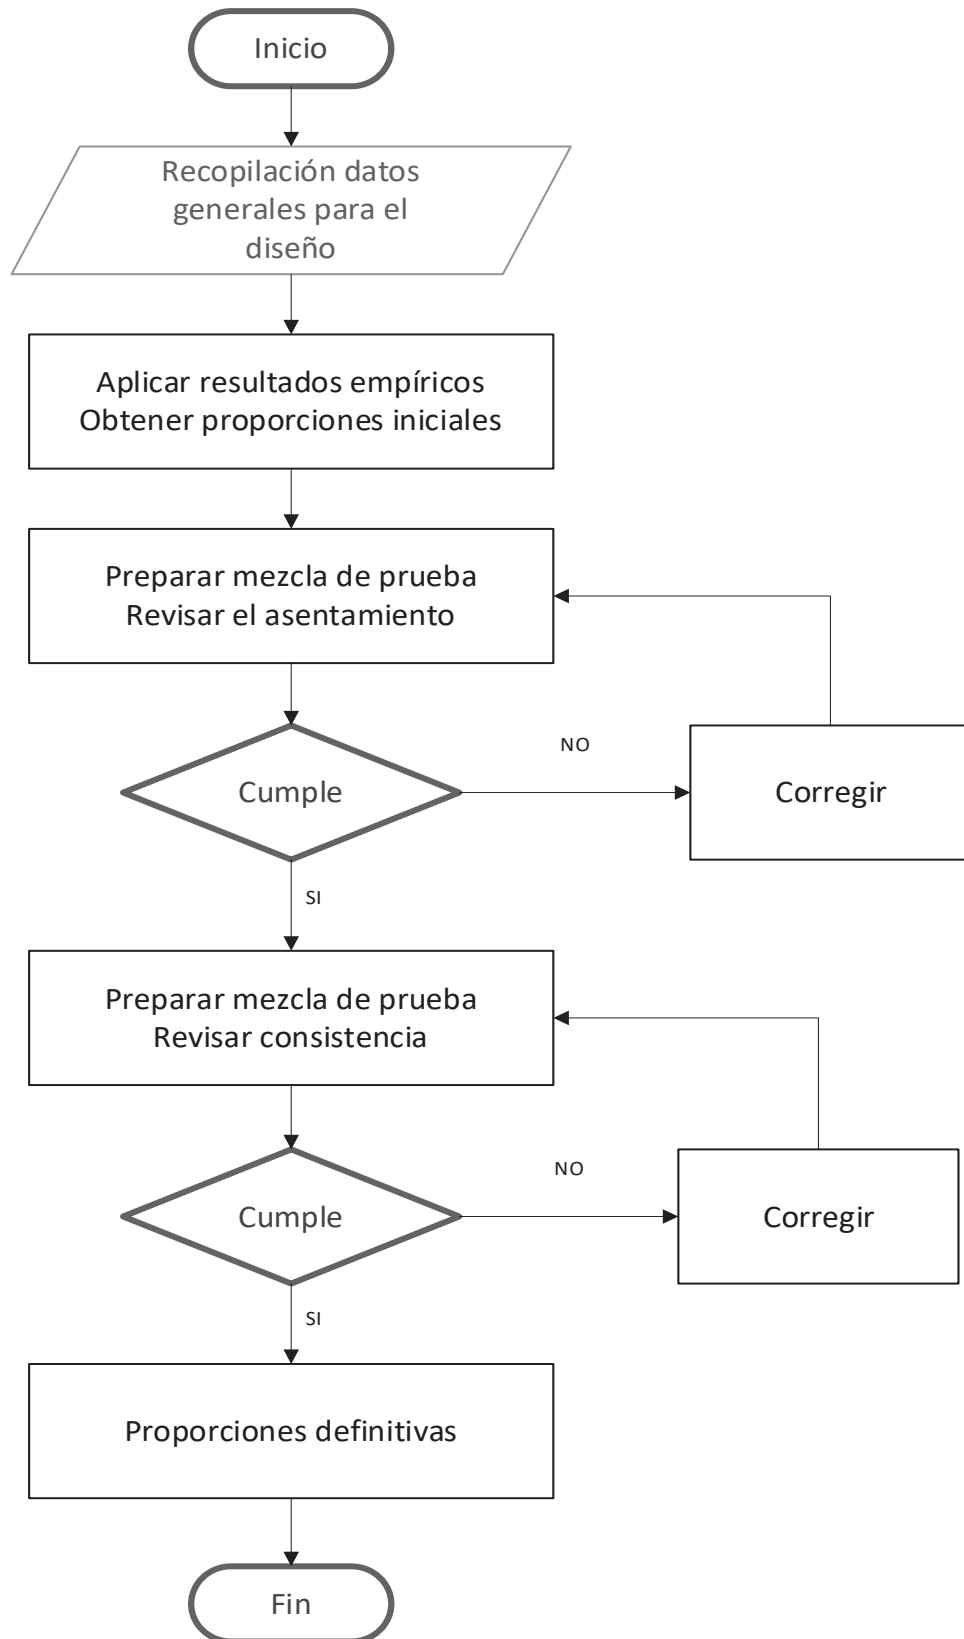 Inicio
Recopilación datos
generales para el
diseño
Aplicar resultados empíricos
Obtener proporciones iniciales
Preparar mezcla de prueba
Revisar el asentamiento
Cumple
NO
Corregir
SI
Preparar mezcla de prueba
Revisar consistencia
Cumple
NO
Corregir
SI
Proporciones definitivas
Fin